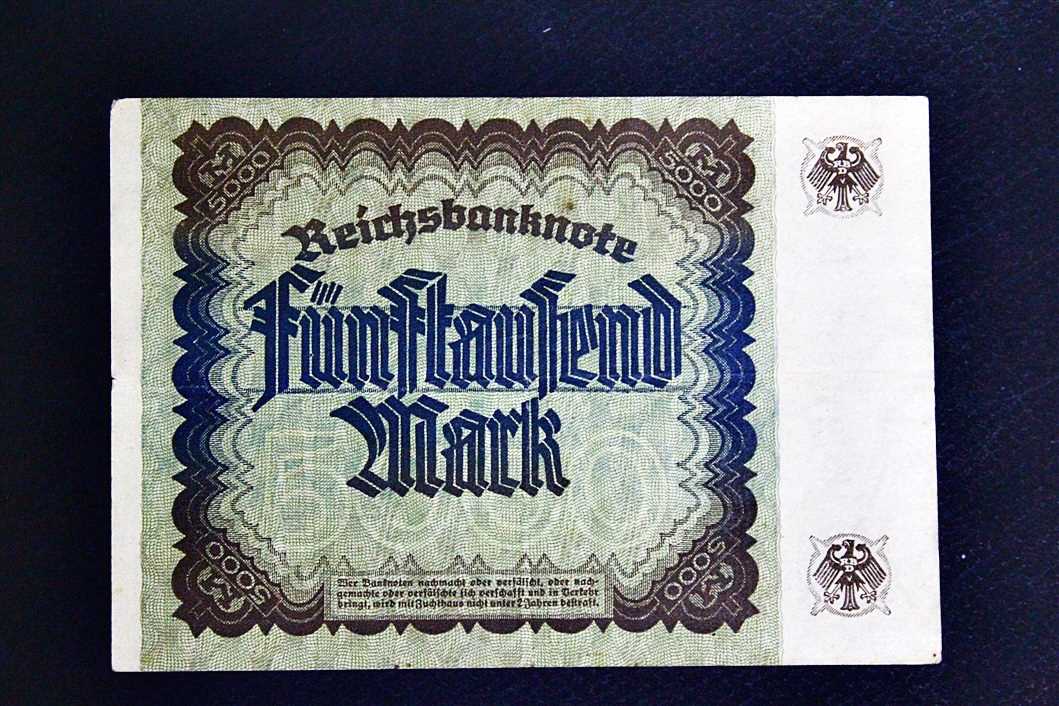 5000 M
5000 M
Reichsbanknote
Fünftausend
Mark
5000 M
5000 M
Wer Banknoten nachmacht oder verfälscht, oder nach-
gemachte oder verfälschte sich verschafft und in Verkehr
bringt, wird mit Zuchthaus nicht unter 2 Jahren bestraft.